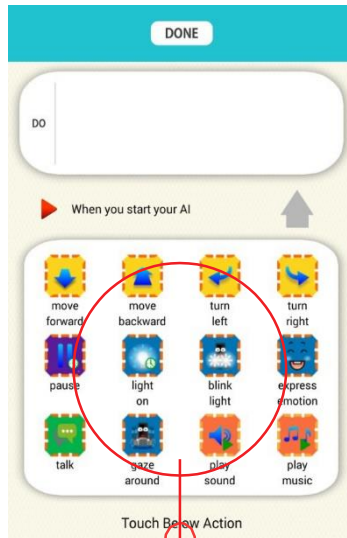 DONE
DO
When you start your AI
move forward
move backward
turn left
turn right
pause
light on
blink light
express emotion
talk
gaze around
play sound
play music
Touch Below Action